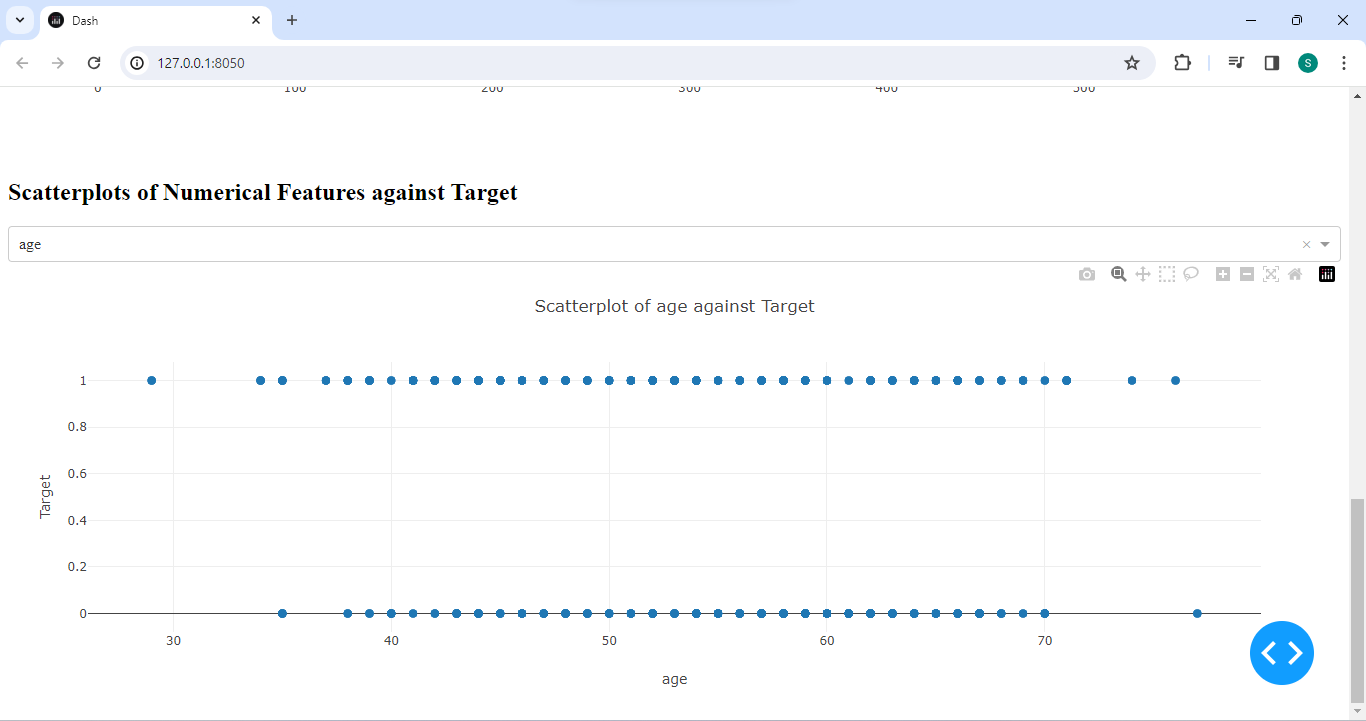 Dash
127.0.0.1:8050
S
0 100 200 300 400 500
Scatterplots of Numerical Features against Target
age
Scatterplot of age against Target
1
0.8
0.6
0.4
0.2
0
Target
30 40 50 60 70
age